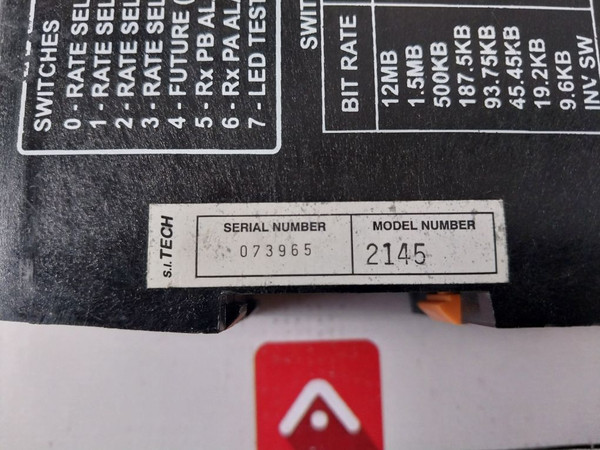 SWITCHES
0 - RATE SEL
1 - RATE SEL
2 - RATE SEL
3 - RATE SEL
4 - FUTURE (
5 - Rx PB AL
6 - Rx PA ALA
7 - LED TEST
SWIT
BIT RATE
12MB
1.5MB
500KB
187.5KB
93.75KB
45.45KB
19.2KB
9.6KB
INV SW
S.I. TECH
SERIAL NUMBER
073965
MODEL NUMBER
2145